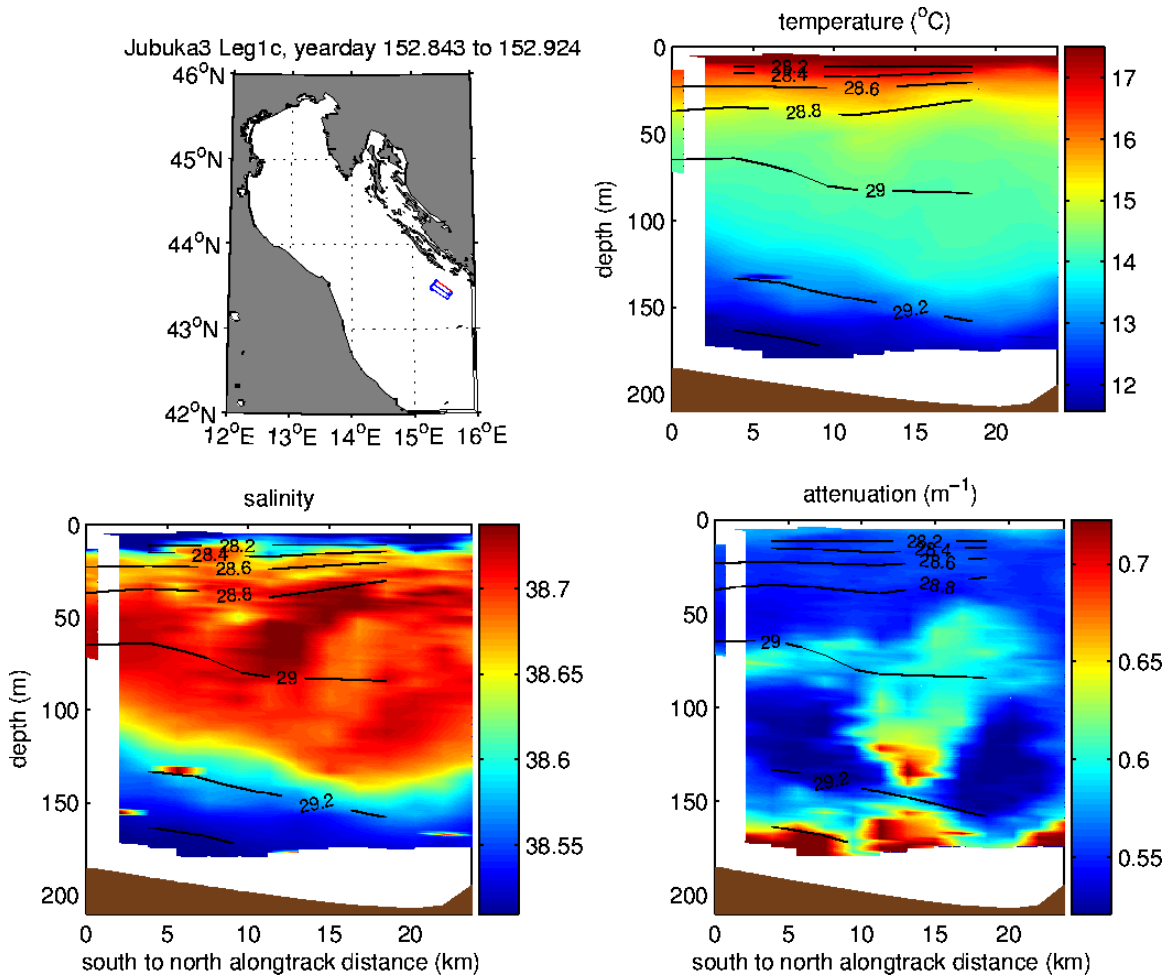 Jubuka3 Leg1c, yearday 152.843 to 152.924
46°N
45°N
44°N
43°N
42°N
12°E 13°E 14°E 15°E 16°E
temperature (°C)
0
50
100
150
200
depth (m)
28.2
28.4
28.6
28.8
29
29.2
0 5 10 15 20
17
16
15
14
13
12
salinity
0
50
100
150
200
depth (m)
28.2
28.4
28.6
28.8
29
29.2
0 5 10 15 20
south to north alongtrack distance (km)
38.7
38.65
38.6
38.55
attenuation (m⁻¹)
0
50
100
150
200
28.2
28.4
28.6
28.8
29
29.2
0 5 10 15 20
south to north alongtrack distance (km)
0.7
0.65
0.6
0.55